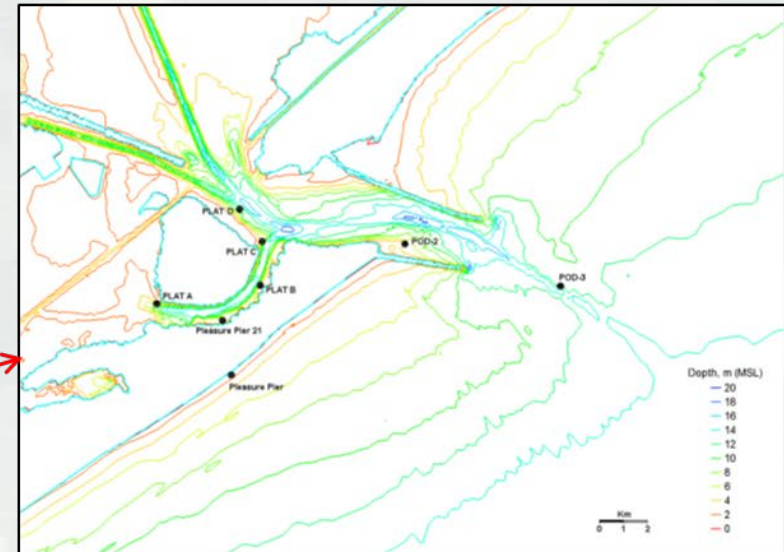 PLAT D
PLAT C
POD-2
POD-3
PLAT A
PLAT B
Pleasure Pier 21
Pleasure Pier
Depth, m (MSL)
20
18
16
14
12
10
8
6
4
2
0
Km
0 1 2